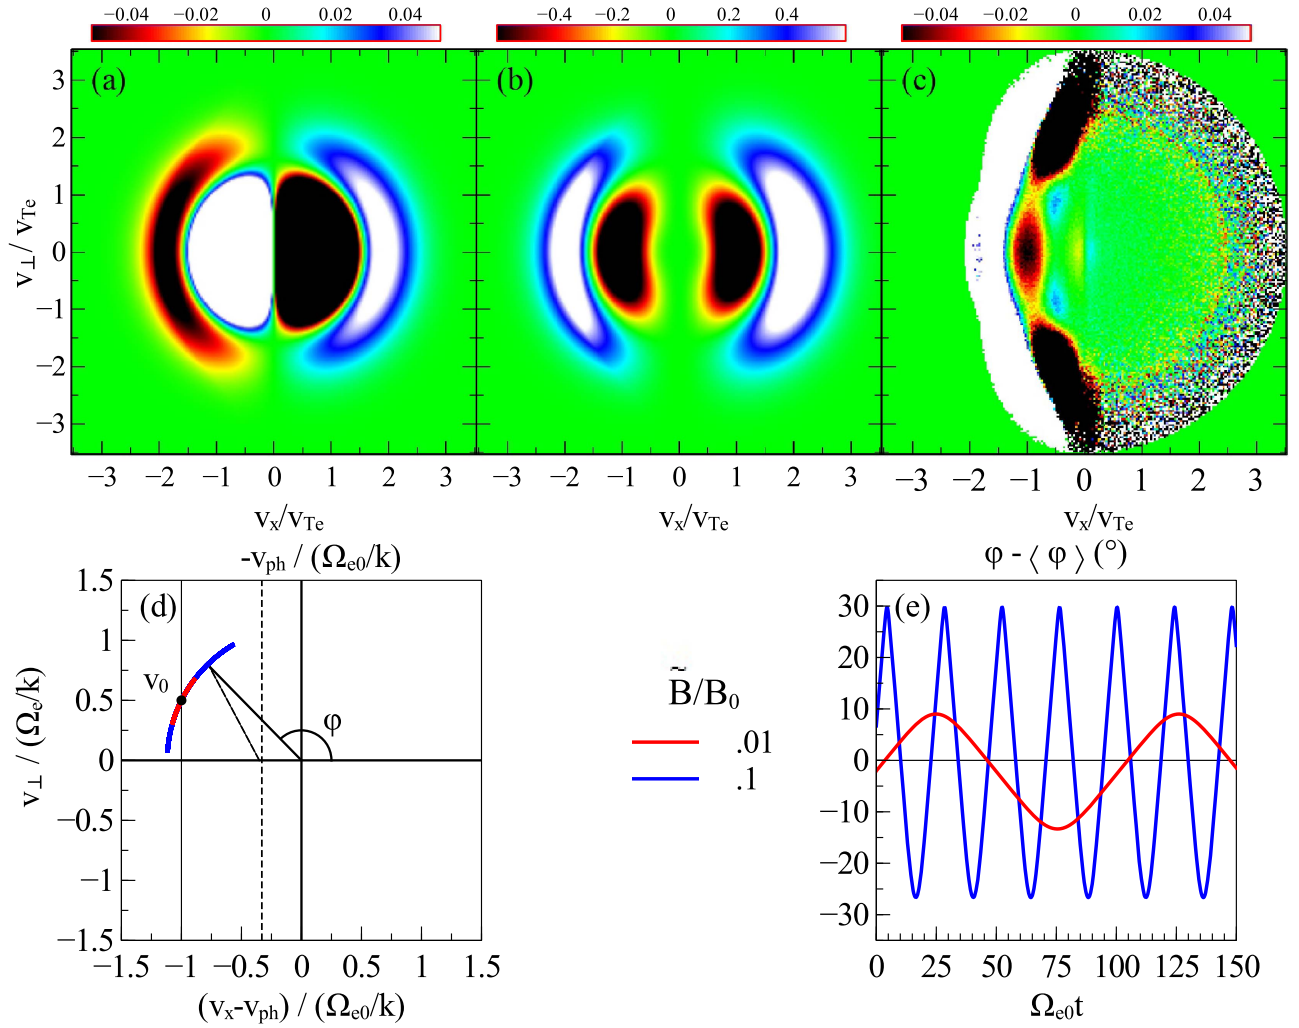 −0.04 −0.02 0 0.02 0.04
−0.4 −0.2 0 0.2 0.4
−0.04 −0.02 0 0.02 0.04
(a)
(b)
(c)
3
2
1
0
−1
−2
−3
v⊥/ vTe
−3 −2 −1 0 1 2 3
−3 −2 −1 0 1 2 3
−3 −2 −1 0 1 2 3
vx/vTe
vx/vTe
vx/vTe
-vph / (Ωe0/k)
φ - ⟨ φ ⟩ (°)
(d)
1.5
1
0.5
0
−0.5
−1
−1.5
v⊥ / (Ωe/k)
v0
φ
−1.5 −1 −0.5 0 0.5 1 1.5
(vx-vph) / (Ωe0/k)
B̃/B0
.01
.1
(e)
30
20
10
0
−10
−20
−30
0 25 50 75 100 125 150
Ωe0t